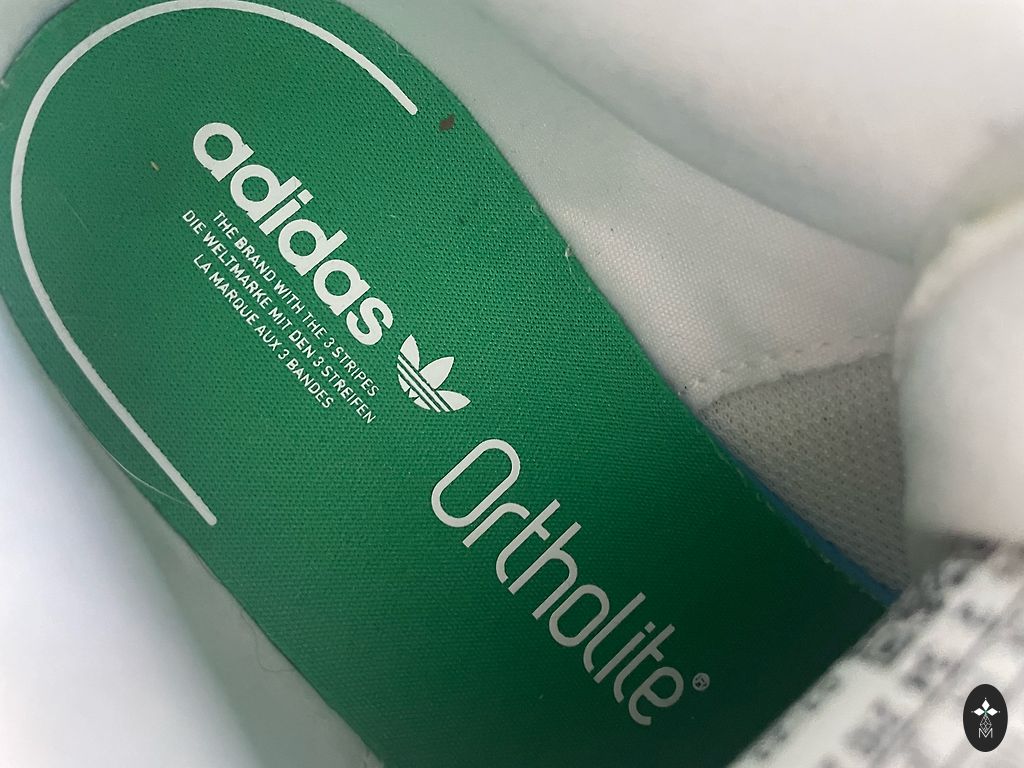 adidas
THE BRAND WITH THE 3 STRIPES
DIE WELTMARKE MIT DEN 3 STREIFEN
LA MARQUE AUX 3 BANDES
Ortholite
M